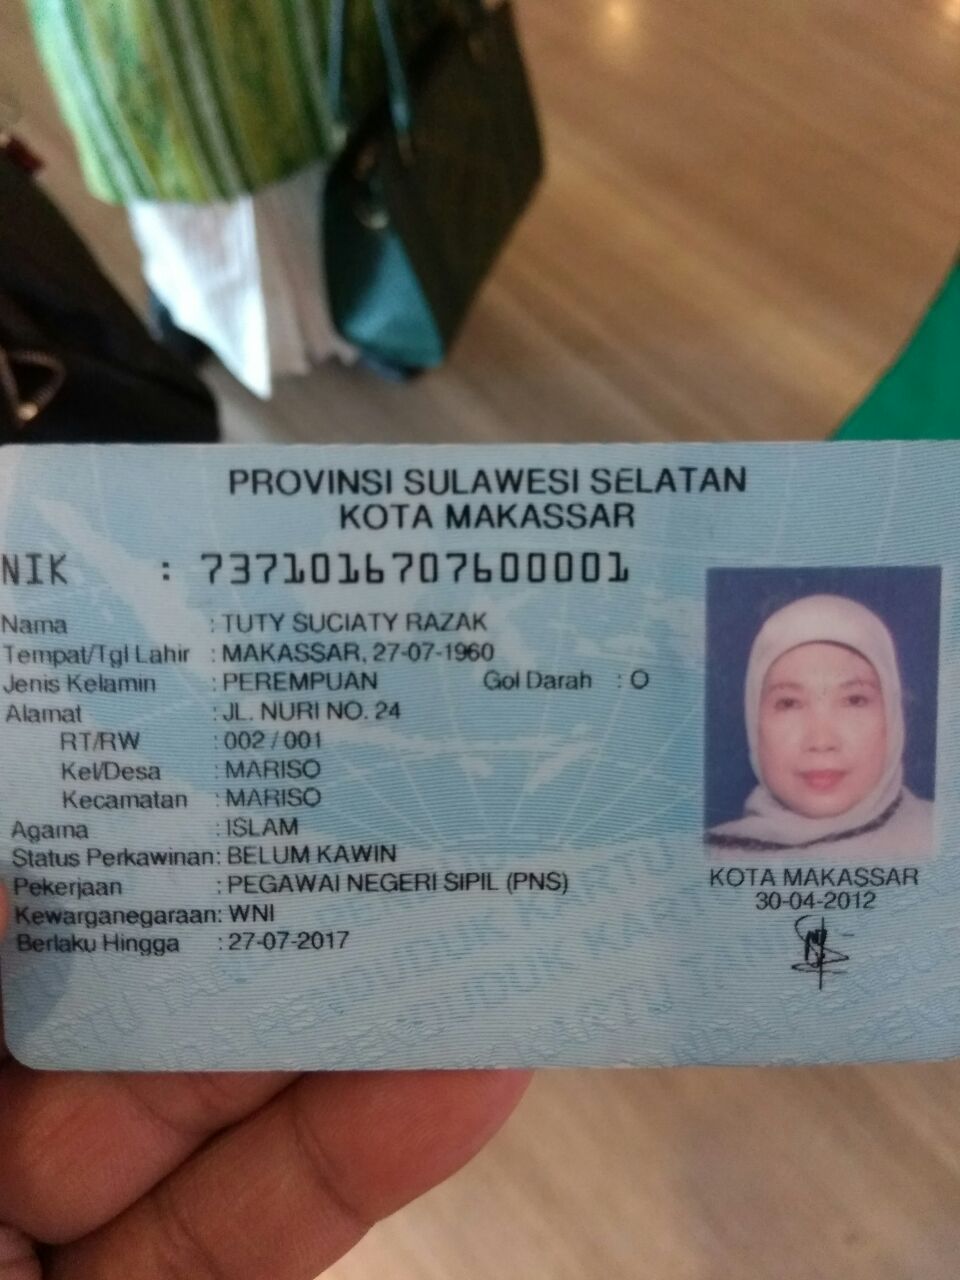 PROVINSI SULAWESI SELATAN
KOTA MAKASSAR
NIK : 7371016707600001
Nama : TUTY SUCIATY RAZAK
Tempat/Tgl Lahir : MAKASSAR, 27-07-1960
Jenis Kelamin : PEREMPUAN Gol Darah : O
Alamat : JL. NURI NO. 24
RT/RW : 002 / 001
Kel/Desa : MARISO
Kecamatan : MARISO
Agama : ISLAM
Status Perkawinan: BELUM KAWIN
Pekerjaan : PEGAWAI NEGERI SIPIL (PNS)
Kewarganegaraan: WNI
Berlaku Hingga : 27-07-2017
KOTA MAKASSAR
30-04-2012